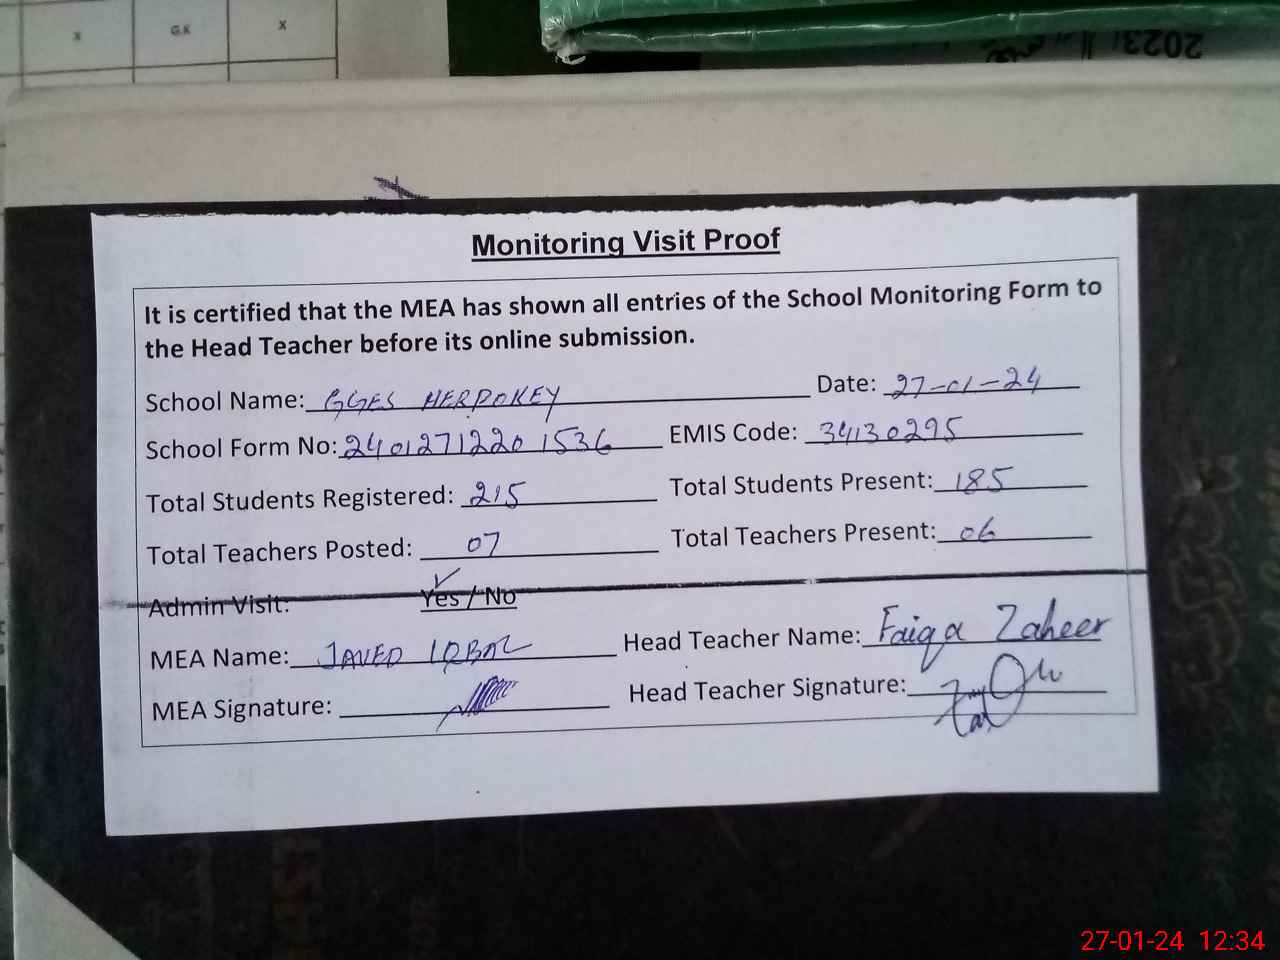 X GK X
2023
Monitoring Visit Proof
It is certified that the MEA has shown all entries of the School Monitoring Form to
the Head Teacher before its online submission.
School Name: GGES HERDOKEY Date: 27-01-24
School Form No: 2401271220 1536 EMIS Code: 34130295
Total Students Registered: 215 Total Students Present: 185
Total Teachers Posted: 07 Total Teachers Present: 06
Admin Visit: Yes / No
MEA Name: JAVED IQBAL Head Teacher Name: Faiqa Zaheer
MEA Signature: Head Teacher Signature:
27-01-24 12:34